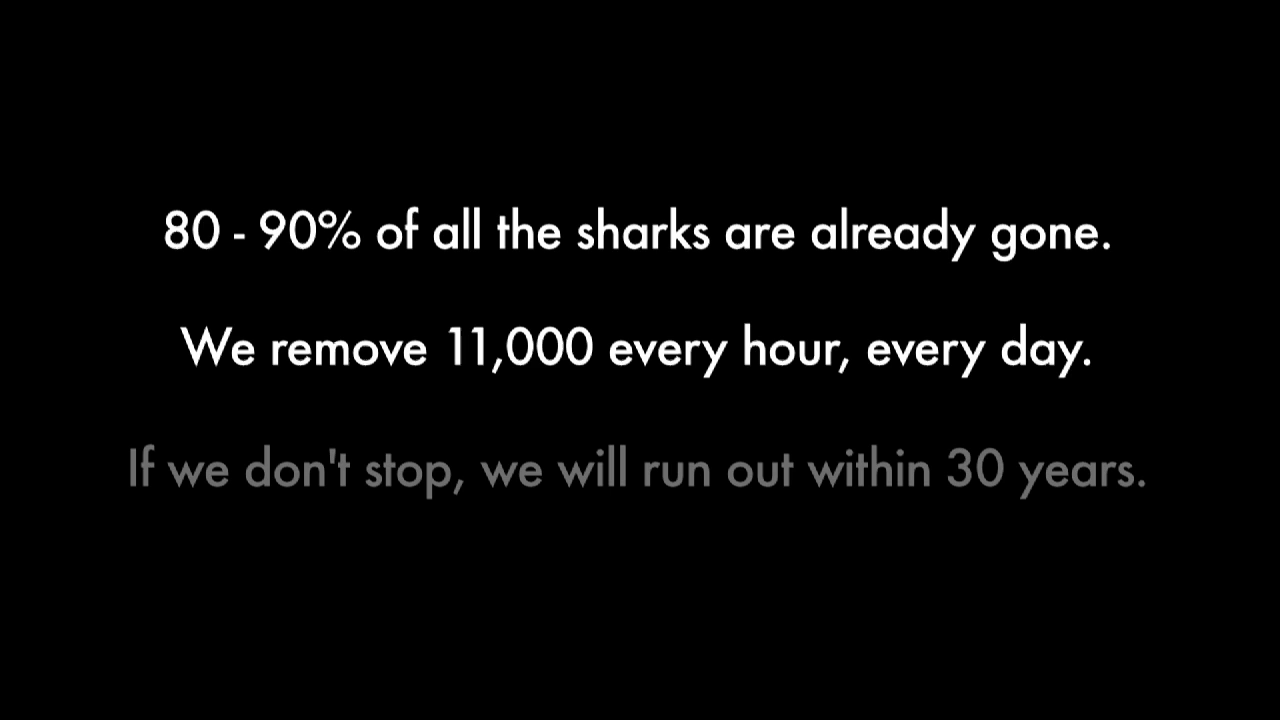 80 - 90% of all the sharks are already gone.
We remove 11,000 every hour, every day.
If we don't stop, we will run out within 30 years.